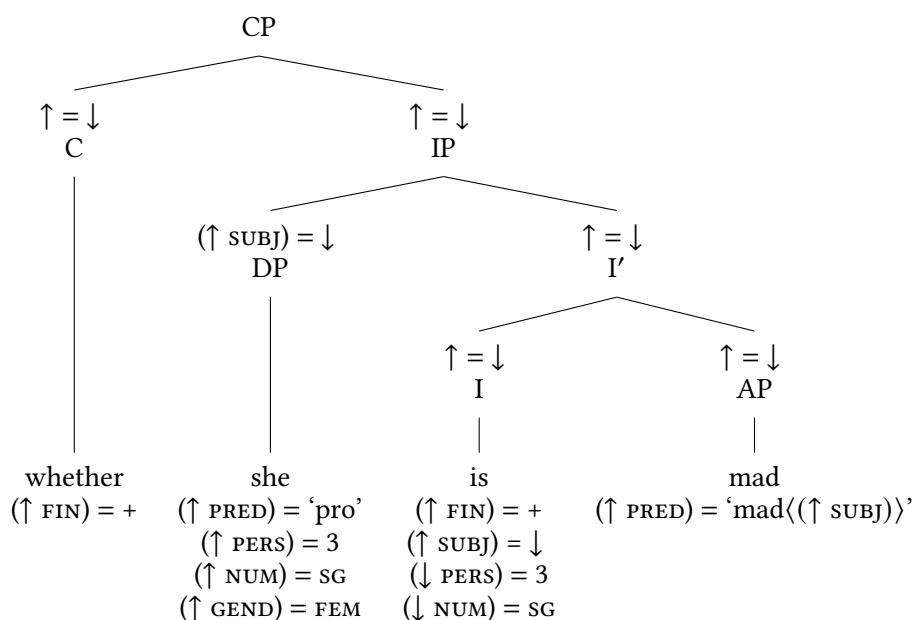 CP
↑ = ↓ ↑ = ↓
C IP
(↑ SUBJ) = ↓ ↑ = ↓
DP I′
↑ = ↓ ↑ = ↓
I AP
whether she is mad
(↑ FIN) = + (↑ PRED) = ‘pro’ (↑ FIN) = + (↑ PRED) = ‘mad⟨(↑ SUBJ)⟩’
(↑ PERS) = 3 (↑ SUBJ) = ↓
(↑ NUM) = SG (↓ PERS) = 3
(↑ GEND) = FEM (↓ NUM) = SG